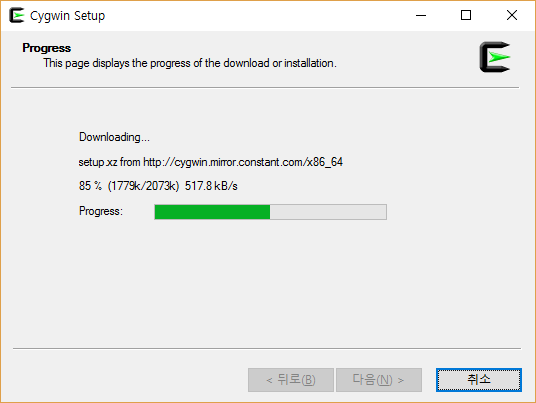 Cygwin Setup
Progress
This page displays the progress of the download or installation.
Downloading...
setup.xz from http://cygwin.mirror.constant.com/x86_64
85 % (1779k/2073k) 517.8 kB/s
Progress:
< 뒤로(B)
다음(N) >
취소